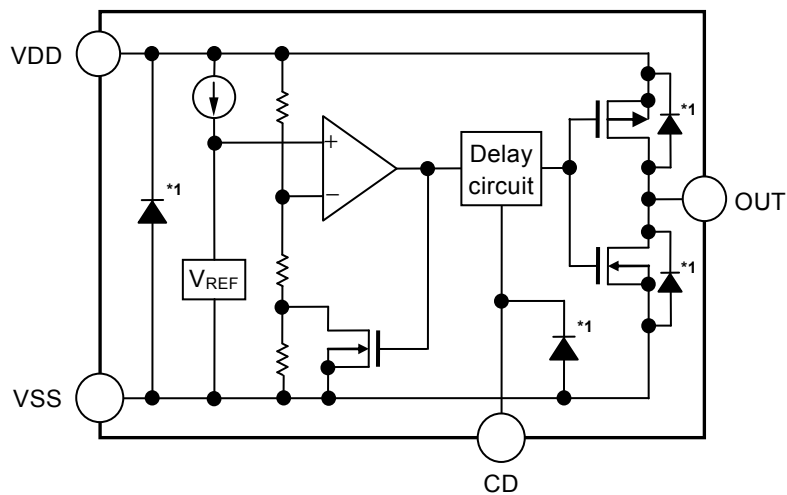 VDD
*1
*1
+
−
Delay
circuit
*1
OUT
VREF
*1
*1
VSS
CD